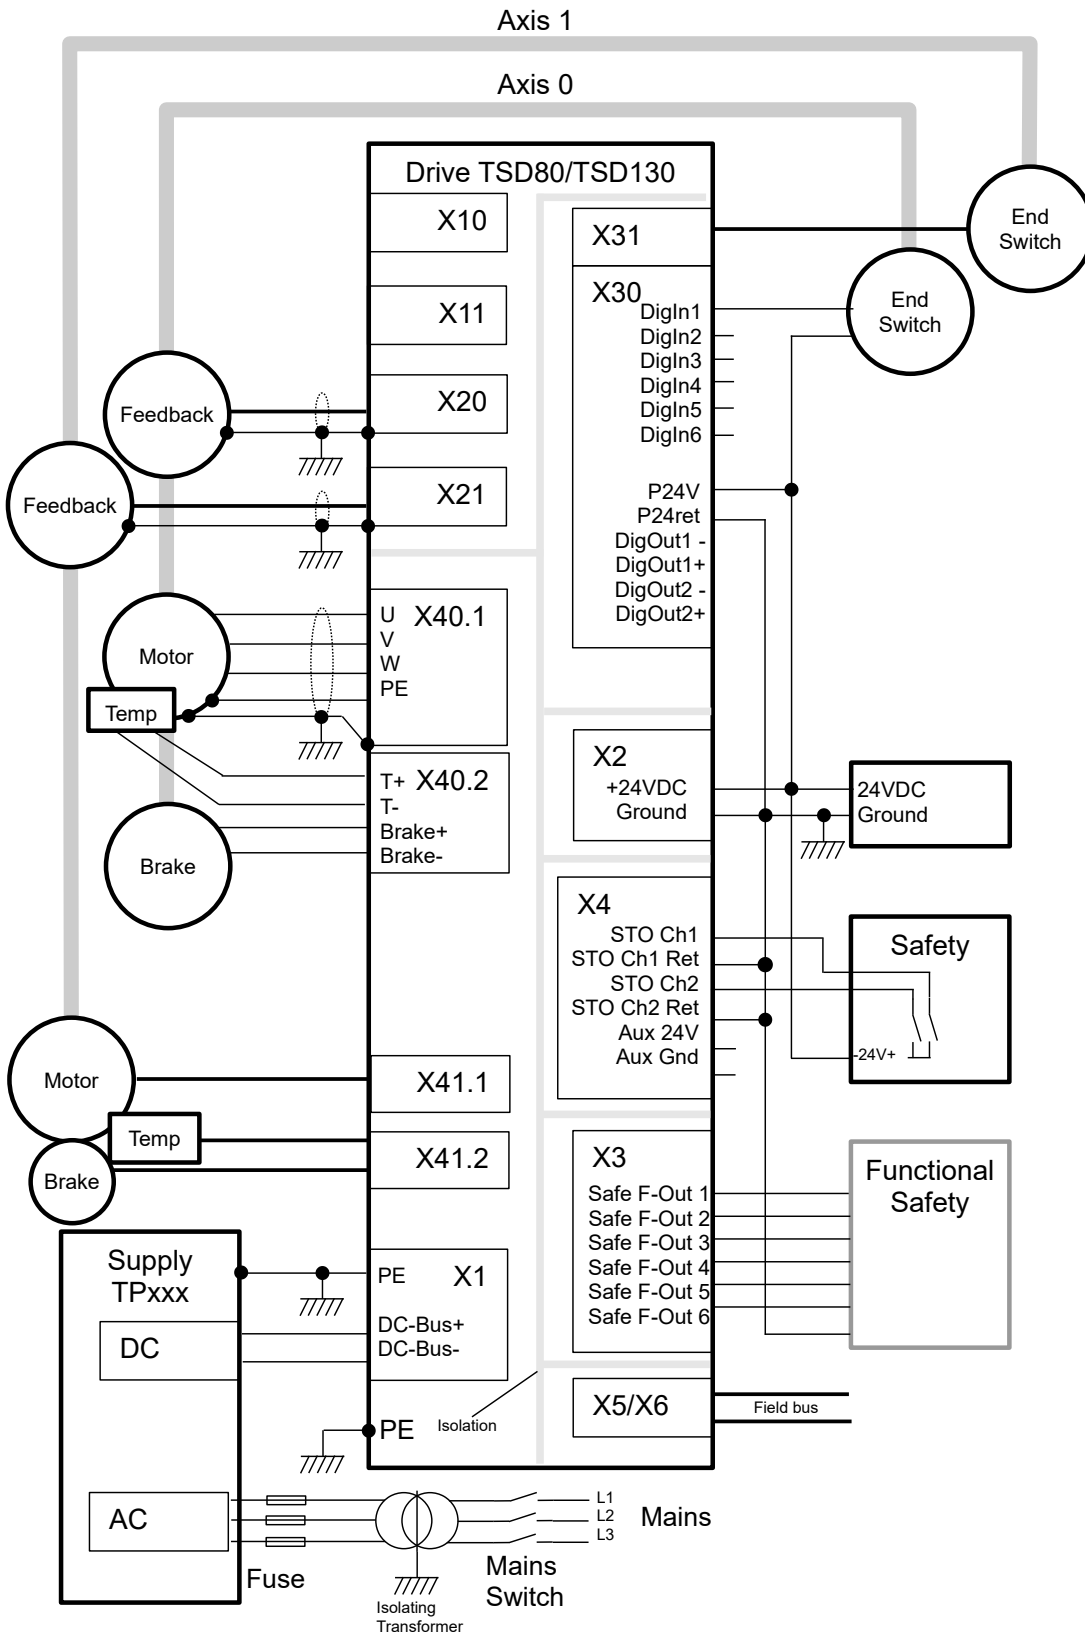 Axis 1
Axis 0
Drive TSD80/TSD130
X10
X11
X20
X21
X31
X30
DigIn1
DigIn2
DigIn3
DigIn4
DigIn5
DigIn6
P24V
P24ret
DigOut1 -
DigOut1+
DigOut2 -
DigOut2+
End
Switch
End
Switch
Feedback
Feedback
Motor
Temp
Brake
X40.1
U
V
W
PE
X40.2
T+
T-
Brake+
Brake-
X2
+24VDC
Ground
24VDC
Ground
X4
STO Ch1
STO Ch1 Ret
STO Ch2
STO Ch2 Ret
Aux 24V
Aux Gnd
Safety
-24V+
Motor
Temp
Brake
X41.1
X41.2
X3
Safe F-Out 1
Safe F-Out 2
Safe F-Out 3
Safe F-Out 4
Safe F-Out 5
Safe F-Out 6
Functional
Safety
Supply
TPxxx
DC
AC
PE
X1
DC-Bus+
DC-Bus-
PE
Isolation
X5/X6
Field bus
L1
L2
L3
Mains
Fuse
Mains
Switch
Isolating
Transformer